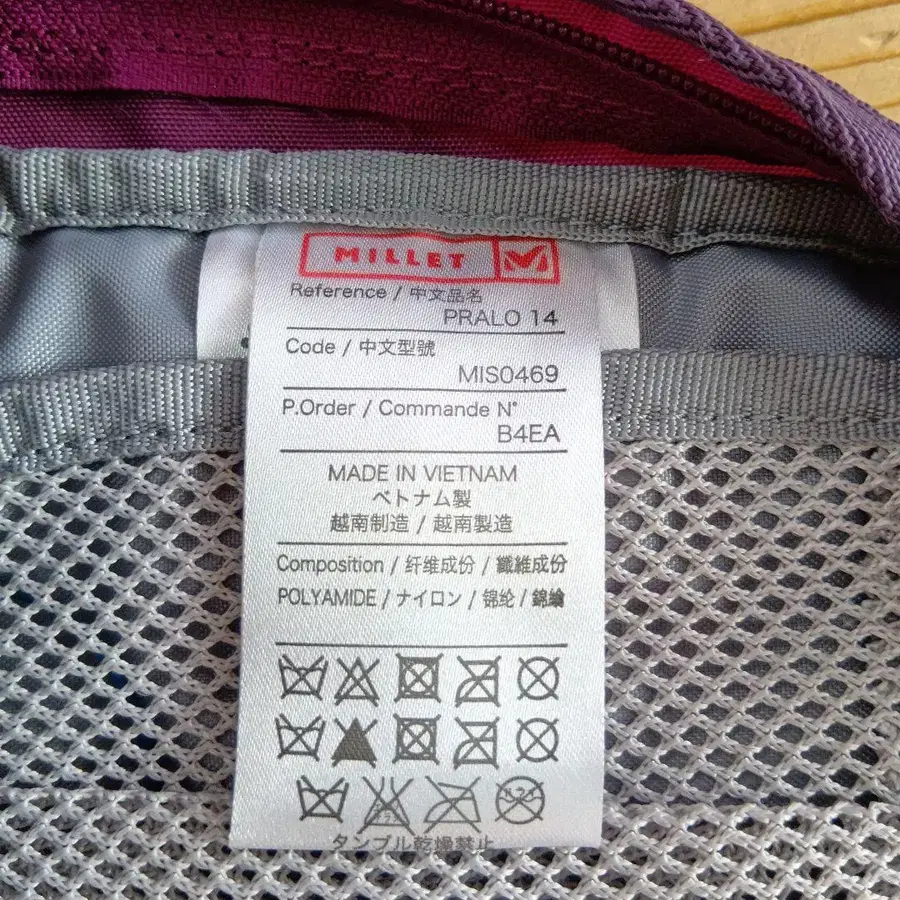 MILLET
Reference / 中文品名
PRALO 14
Code / 中文型號
MIS0469
P.Order / Commande N°
B4EA
MADE IN VIETNAM
ベトナム製
越南制造 / 越南製造
Composition / 纤维成份 / 纖維成份
POLYAMIDE / ナイロン / 锦纶 / 錦綸
タンブル乾燥禁止